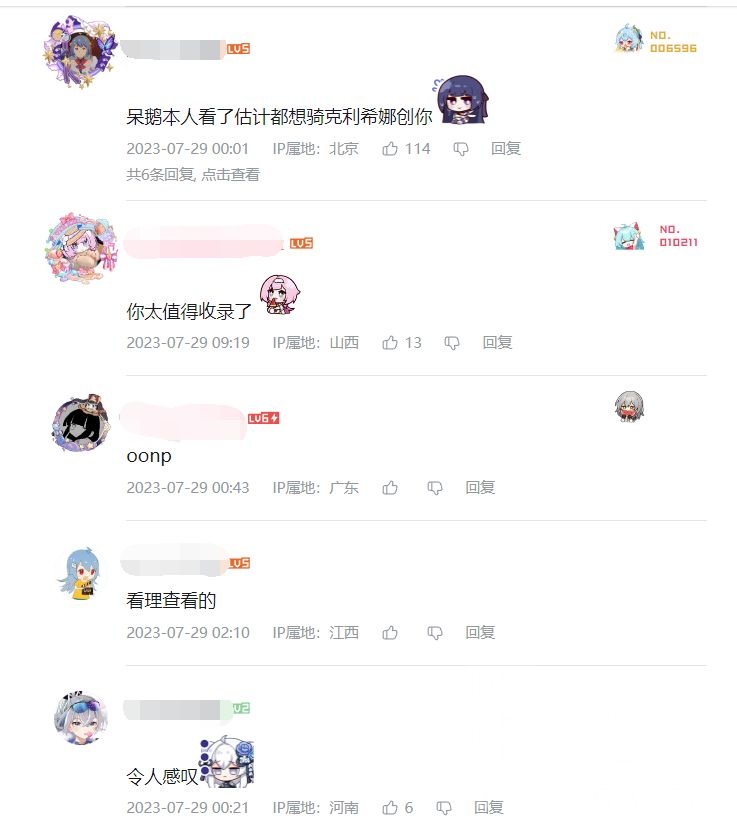 LV5
NO.
006596
呆鹅本人看了估计都想骑克利希娜创你
2023-07-29 00:01 IP属地：北京 114 回复
共6条回复, 点击查看
LV5
NO.
010211
你太值得收录了
2023-07-29 09:19 IP属地：山西 13 回复
LV6
oonp
2023-07-29 00:43 IP属地：广东 回复
LV5
看理查看的
2023-07-29 02:10 IP属地：江西 回复
LV2
令人感叹
2023-07-29 00:21 IP属地：河南 6 回复